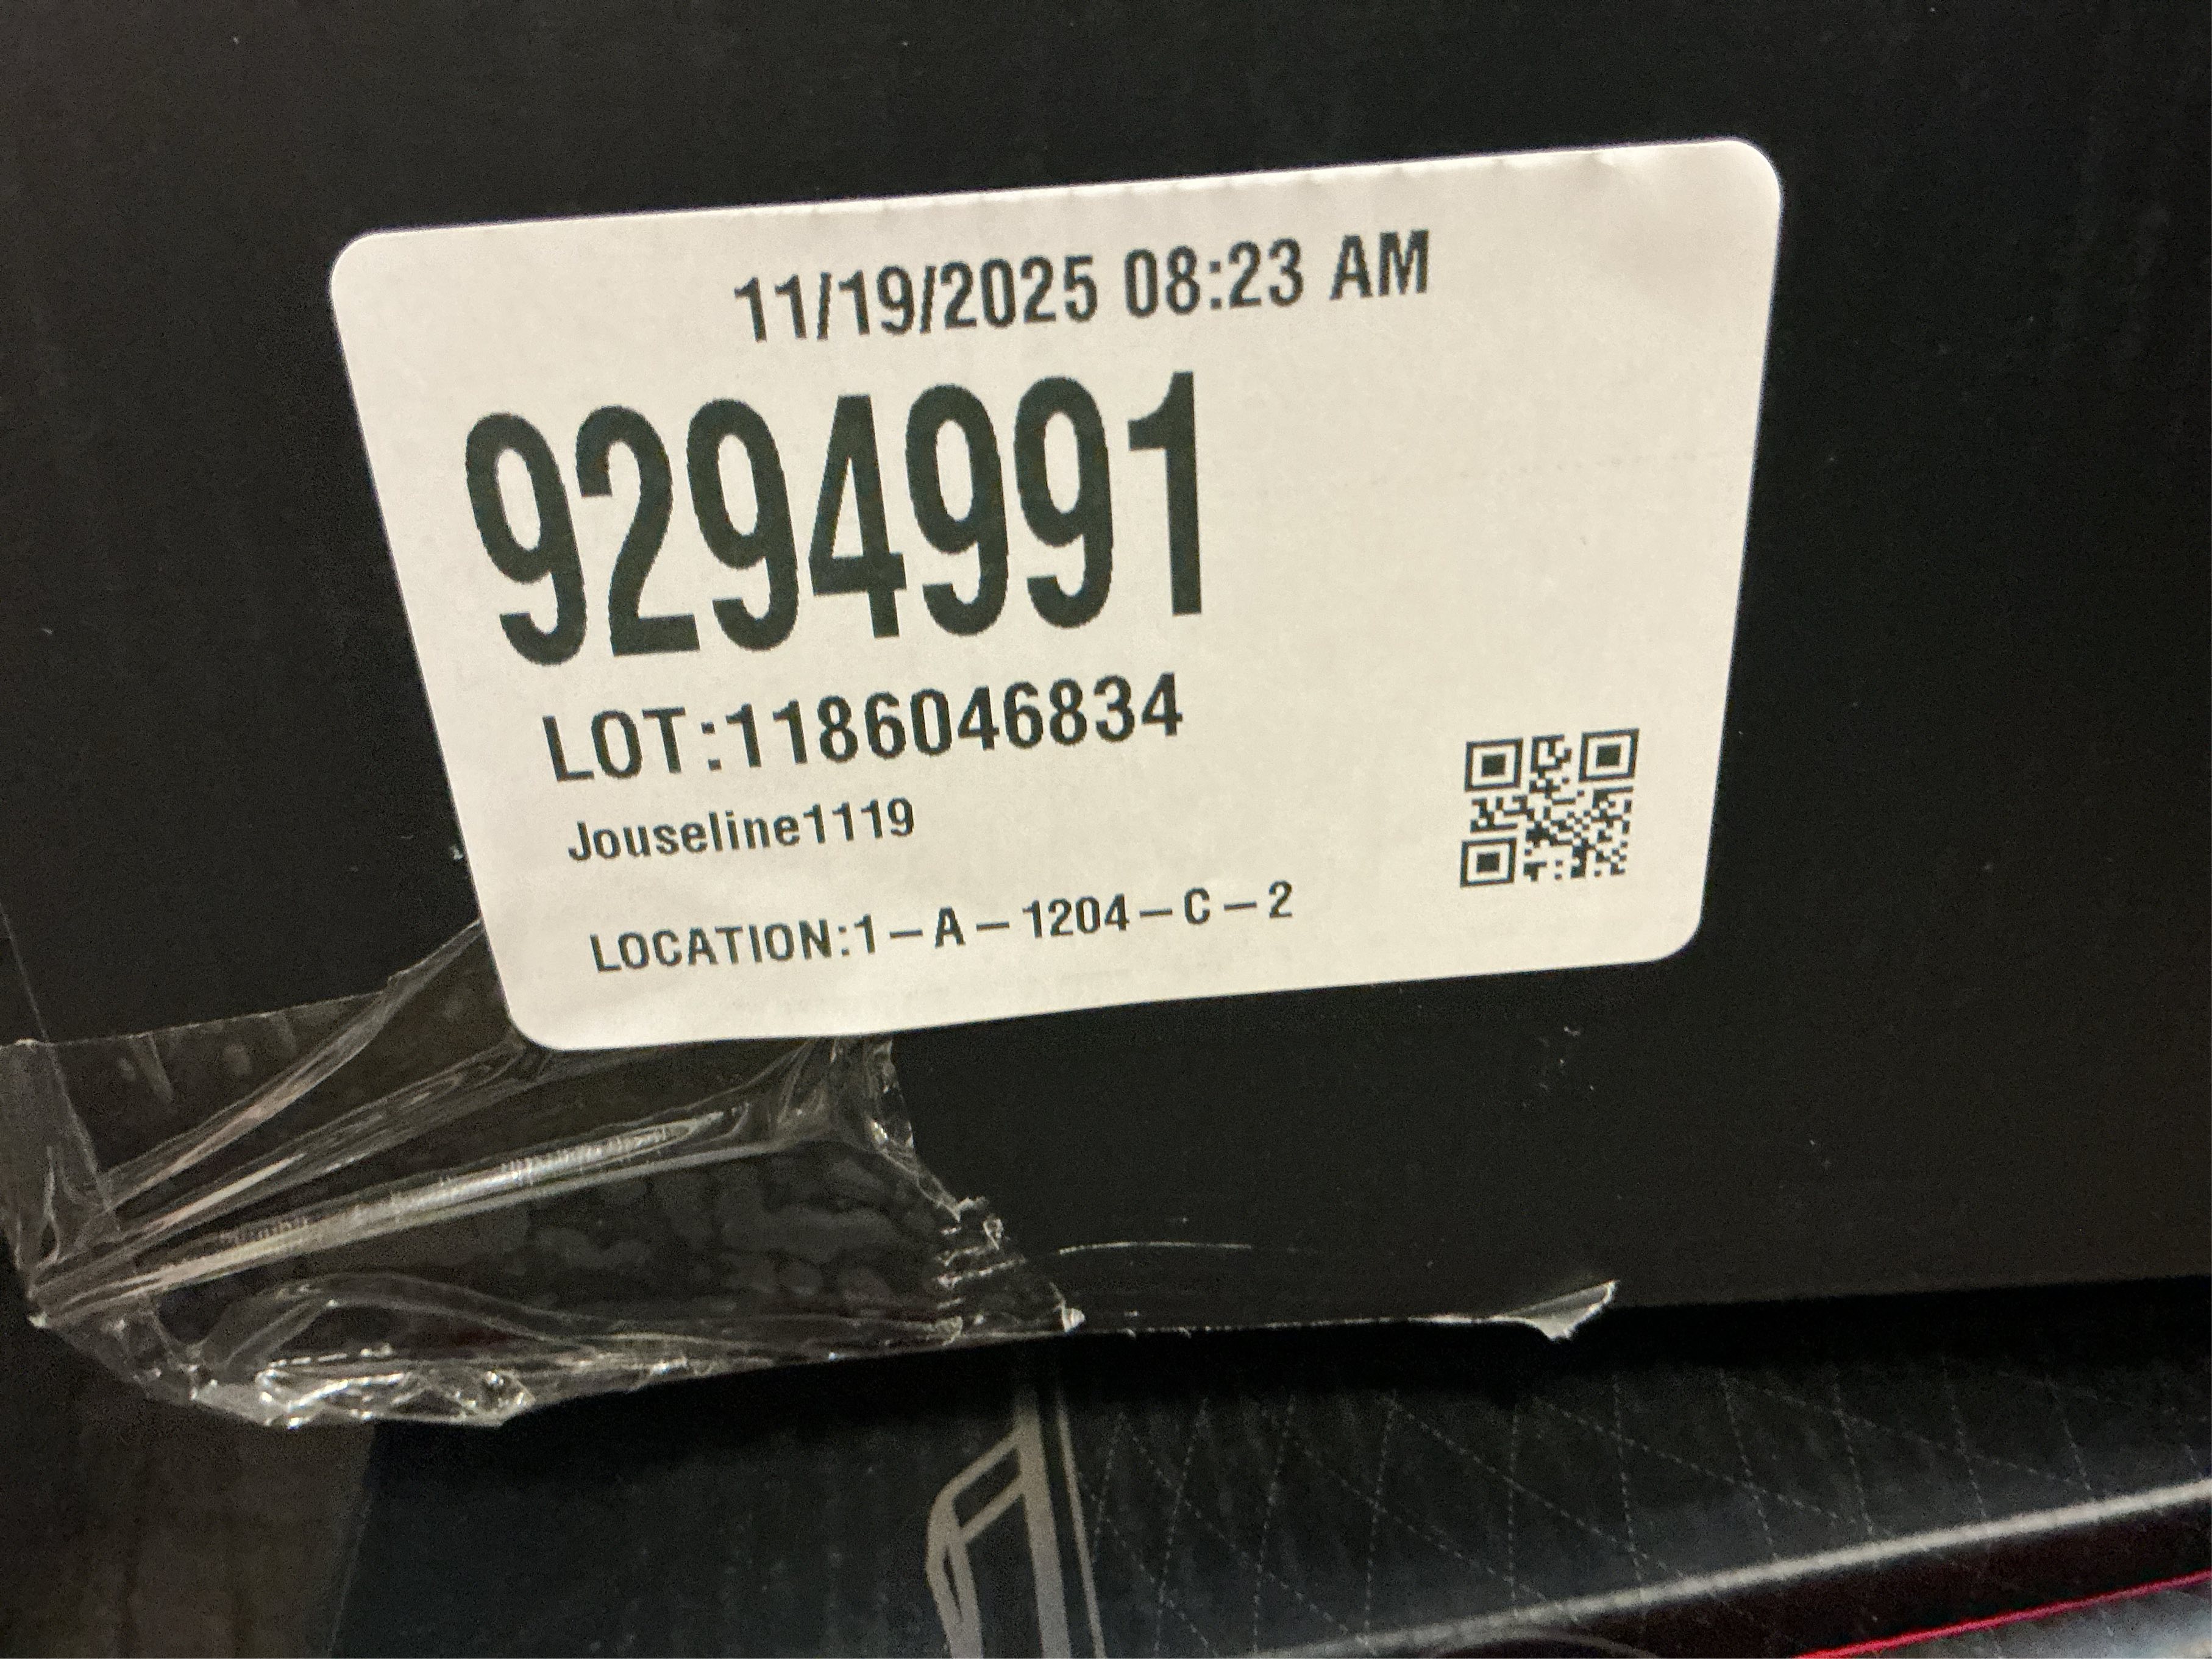 11/19/2025 08:23 AM
9294991
LOT:1186046834
Jouseline1119
LOCATION:1-A-1204-C-2